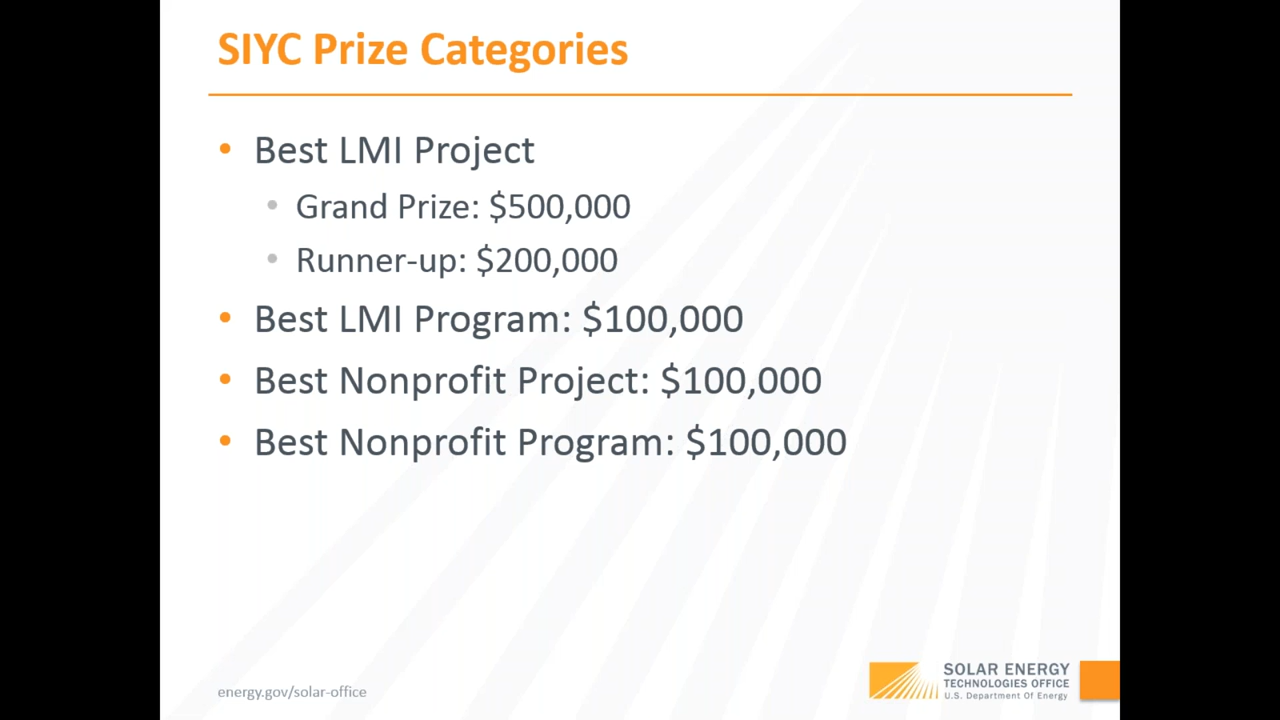 SIYC Prize Categories
• Best LMI Project
• Grand Prize: $500,000
• Runner-up: $200,000
• Best LMI Program: $100,000
• Best Nonprofit Project: $100,000
• Best Nonprofit Program: $100,000
energy.gov/solar-office
SOLAR ENERGY
TECHNOLOGIES OFFICE
U.S. Department Of Energy